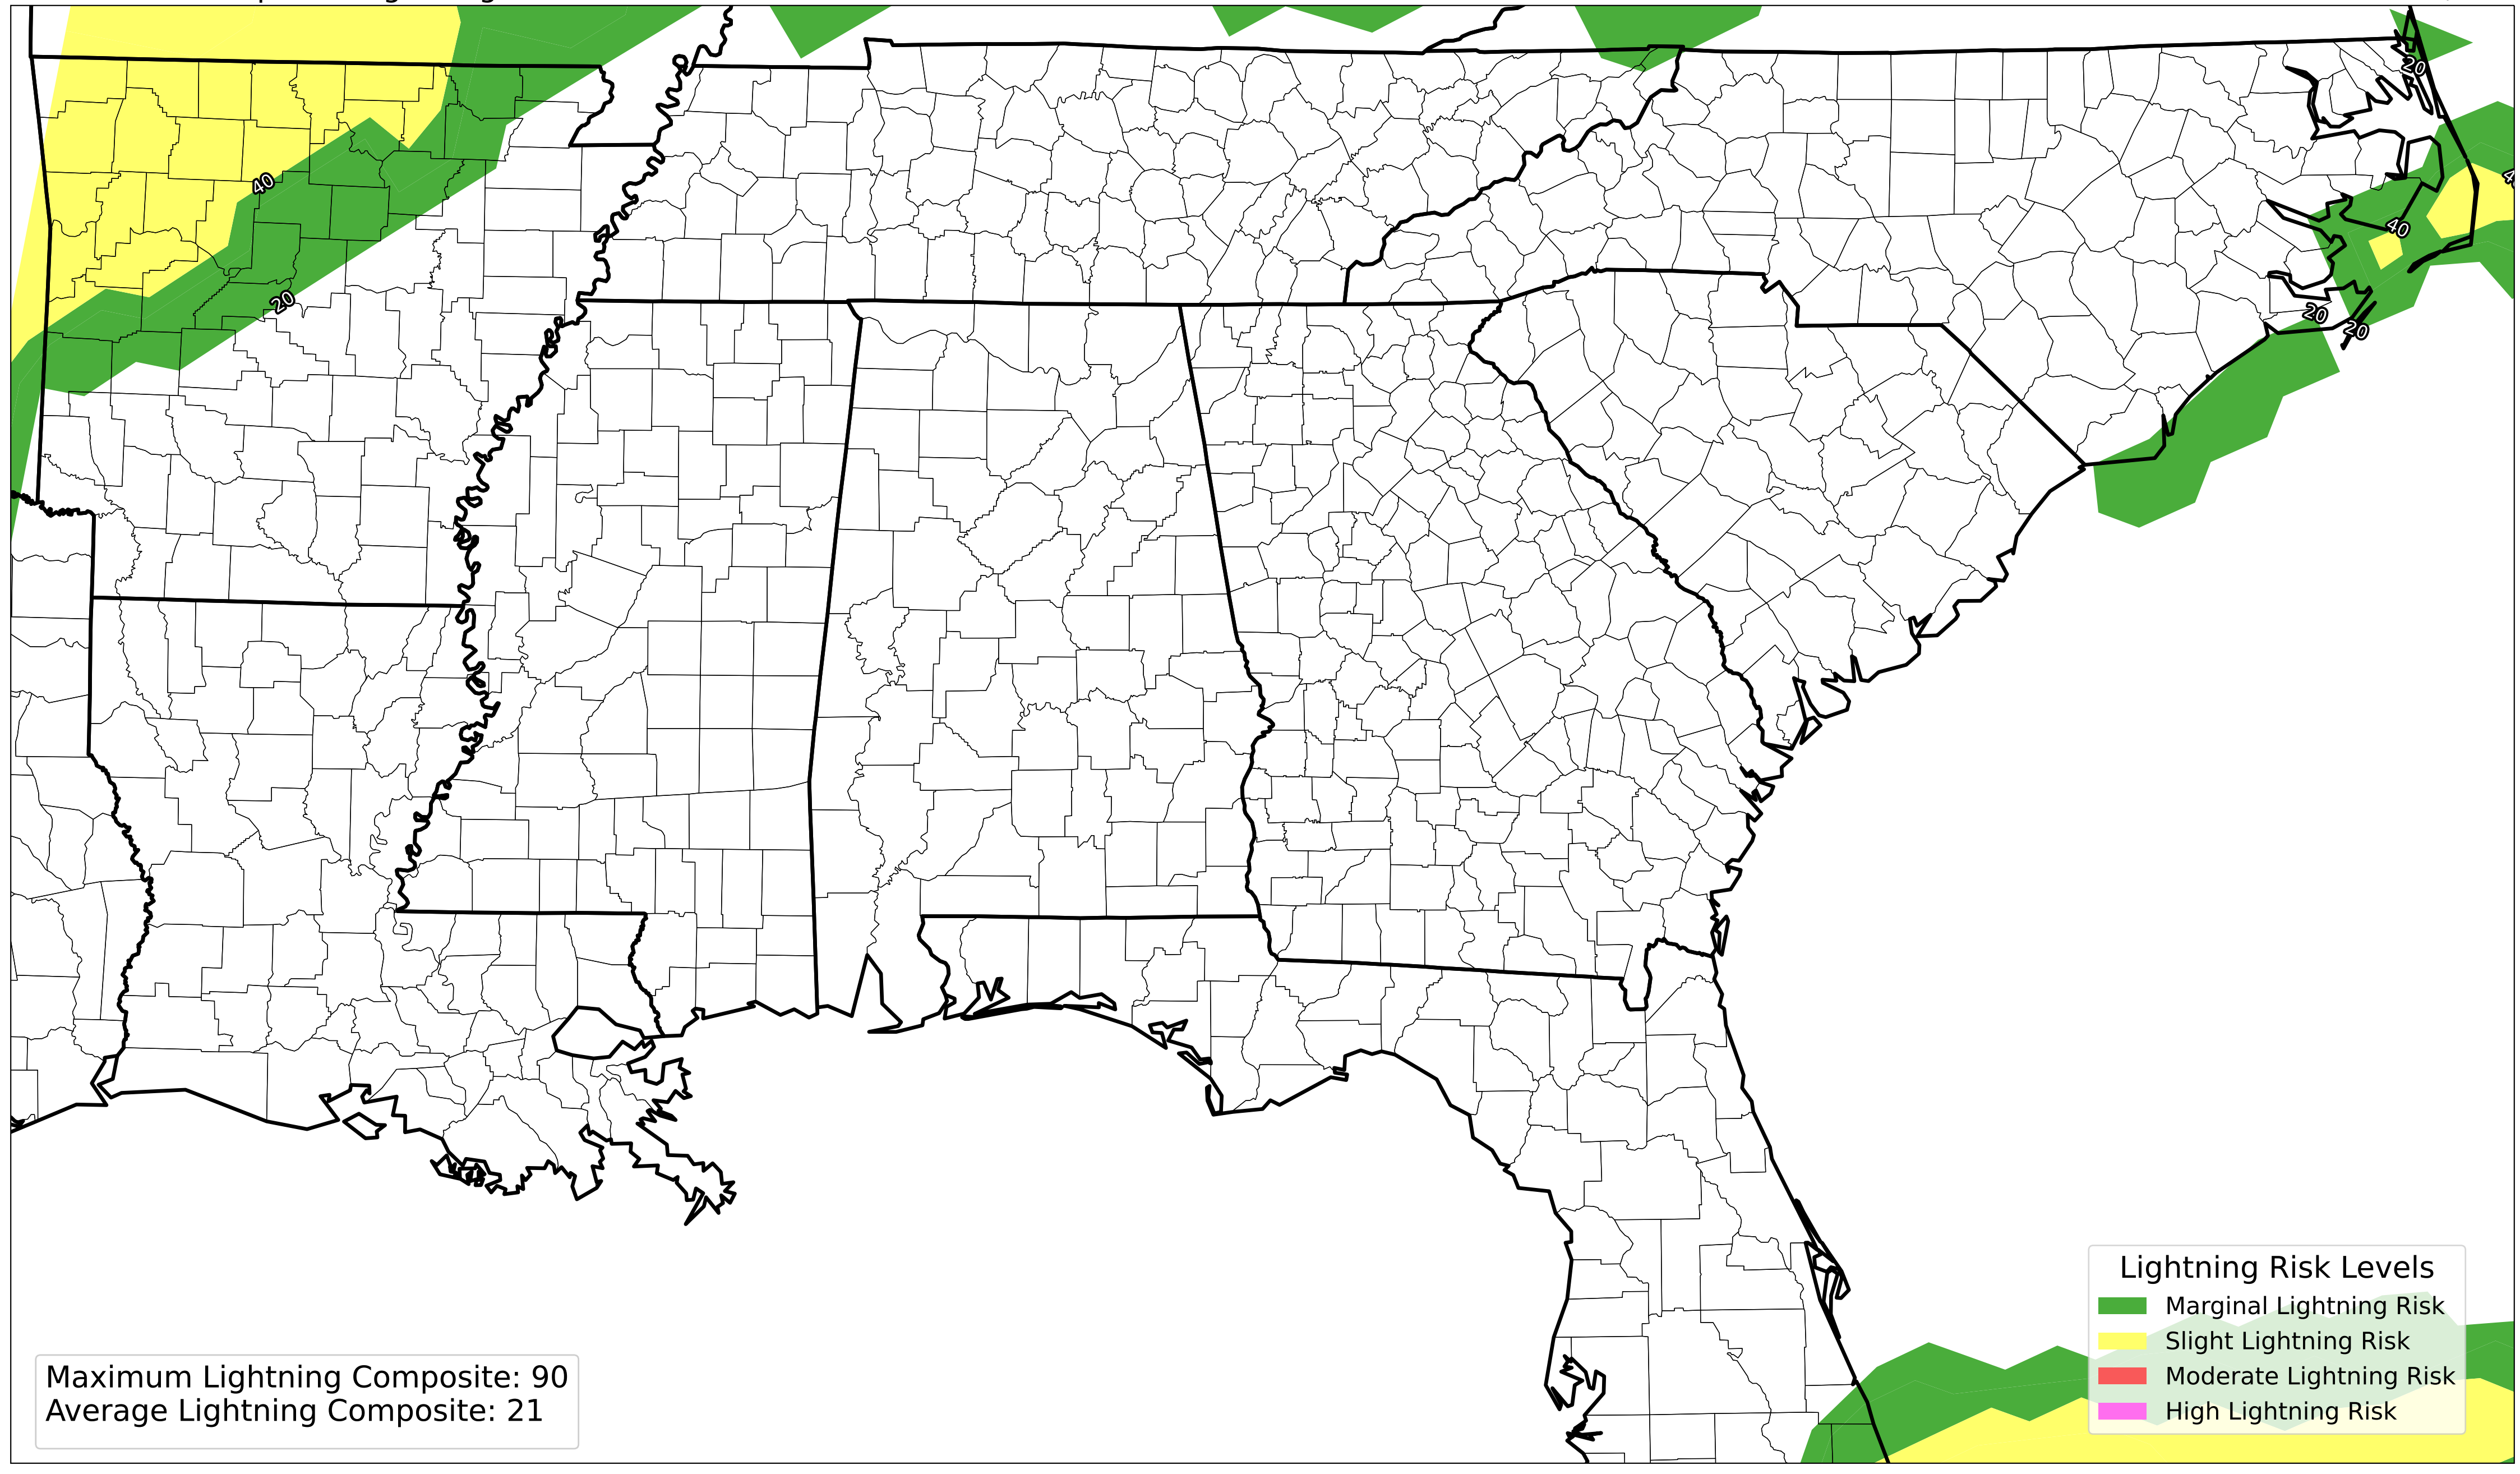 20
40
4
40
20
20
20
Lightning Risk Levels
Marginal Lightning Risk
Slight Lightning Risk
Moderate Lightning Risk
High Lightning Risk
Maximum Lightning Composite: 90
Average Lightning Composite: 21